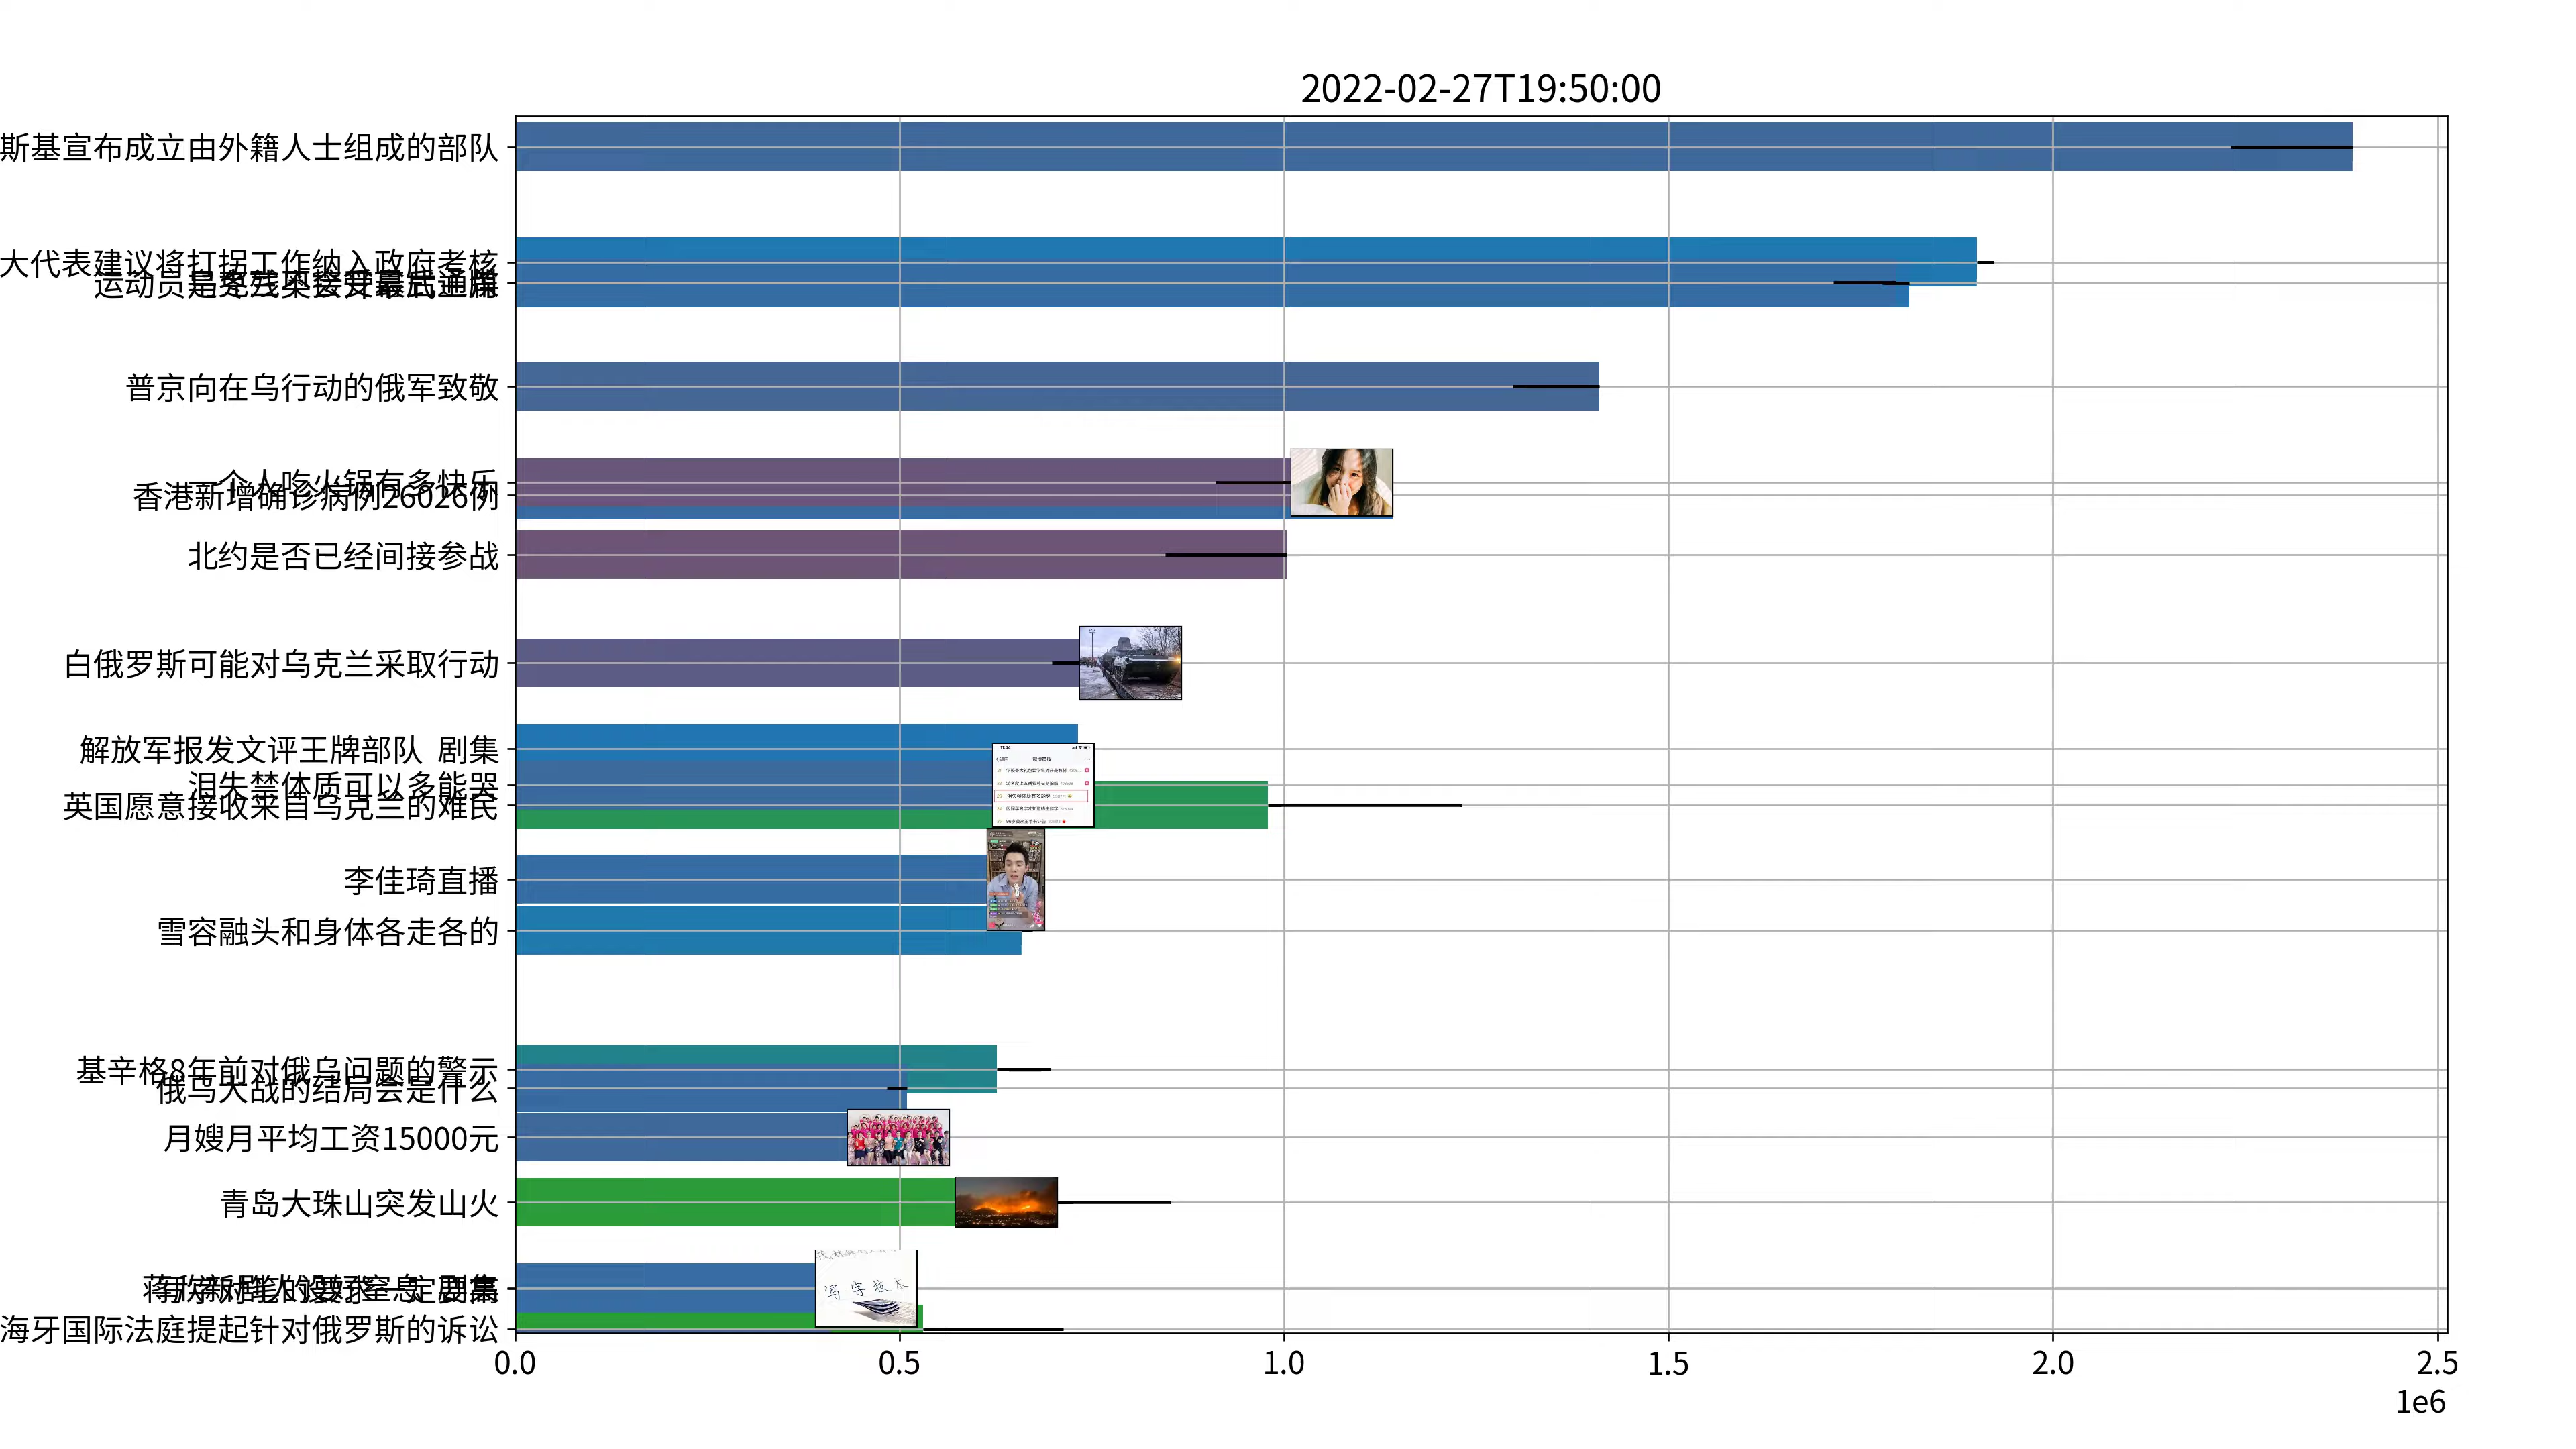 2022-02-27T19:50:00
斯基宣布成立由外籍人士组成的部队
大代表建议将打拐工作纳入政府考核
普京向在乌行动的俄军致敬
一个人吃火锅有多快乐
香港新增确诊病例26026例
北约是否已经间接参战
白俄罗斯可能对乌克兰采取行动
解放军报发文评王牌部队 剧集
泪失禁体质可以多能哭
英国愿意接收来自乌克兰的难民
李佳琦直播
雪容融头和身体各走各的
基辛格8年前对俄乌问题的警示
俄乌大战的结局会是什么
月嫂月平均工资15000元
青岛大珠山突发山火
写字技术
海牙国际法庭提起针对俄罗斯的诉讼
0.0 0.5 1.0 1.5 2.0 2.5
1e6